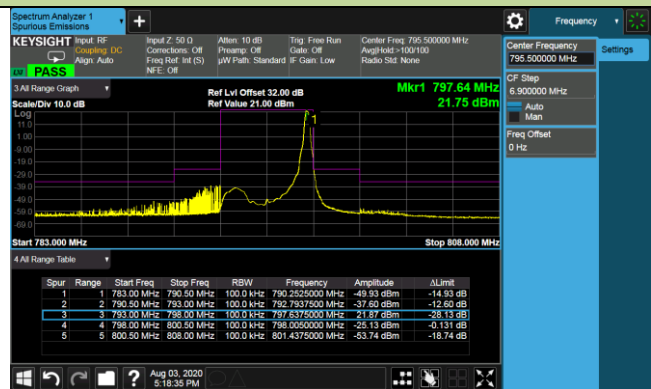 Spectrum Analyzer 1
Spurious Emissions
Frequency
KEYSIGHT Input: RF Input Z: 50 Ω Atten: 10 dB Trig: Free Run Center Freq: 795.500000 MHz
Coupling: DC Corrections: Off Preamp: Off Gate: Off Avg|Hold:>100/100
Align: Auto Freq Ref: Int (S) µW Path: Standard IF Gain: Low Radio Std: None
NFE: Off
PASS
Center Frequency
795.500000 MHz
Settings
CF Step
6.900000 MHz
Auto
Man
Freq Offset
0 Hz
3 All Range Graph
Ref Lvl Offset 32.00 dB
Mkr1 797.64 MHz
Scale/Div 10.0 dB
Ref Value 21.00 dBm
21.75 dBm
Log
11.0
1.00
-9.00
-19.0
-29.0
-39.0
-49.0
-59.0
-69.0
1
Start 783.000 MHz
Stop 808.000 MHz
4 All Range Table
Spur Range Start Freq Stop Freq RBW Frequency Amplitude ΔLimit
1 1 783.00 MHz 790.50 MHz 100.0 kHz 790.2525000 MHz -49.93 dBm -14.93 dB
2 2 790.50 MHz 793.00 MHz 100.0 kHz 792.7937500 MHz -37.60 dBm -12.60 dB
3 3 793.00 MHz 798.00 MHz 100.0 kHz 797.6375000 MHz 21.87 dBm -28.13 dB
4 4 798.00 MHz 800.50 MHz 100.0 kHz 798.0050000 MHz -25.13 dBm -0.131 dB
5 5 800.50 MHz 808.00 MHz 100.0 kHz 801.4375000 MHz -53.74 dBm -18.74 dB
?
Aug 03, 2020
5:18:35 PM